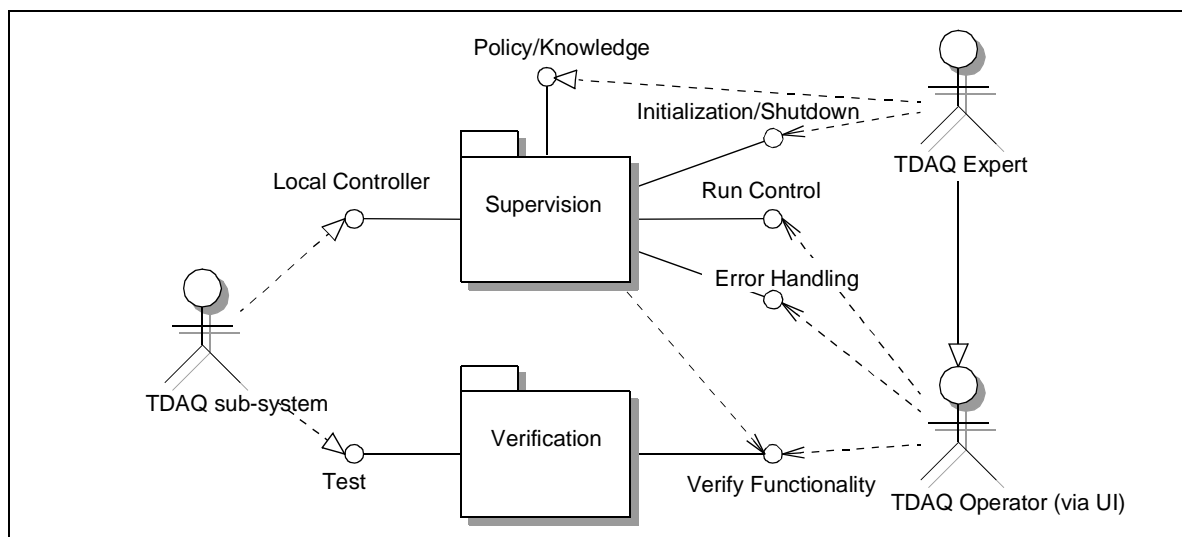 Policy/Knowledge
Initialization/Shutdown
TDAQ Expert
Local Controller
Supervision
Run Control
Error Handling
TDAQ sub-system
Verification
Test
Verify Functionality
TDAQ Operator (via UI)